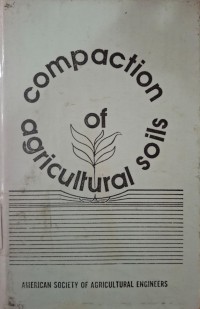 compaction
of
agricultural soils
AMERICAN SOCIETY OF AGRICULTURAL ENGINEERS